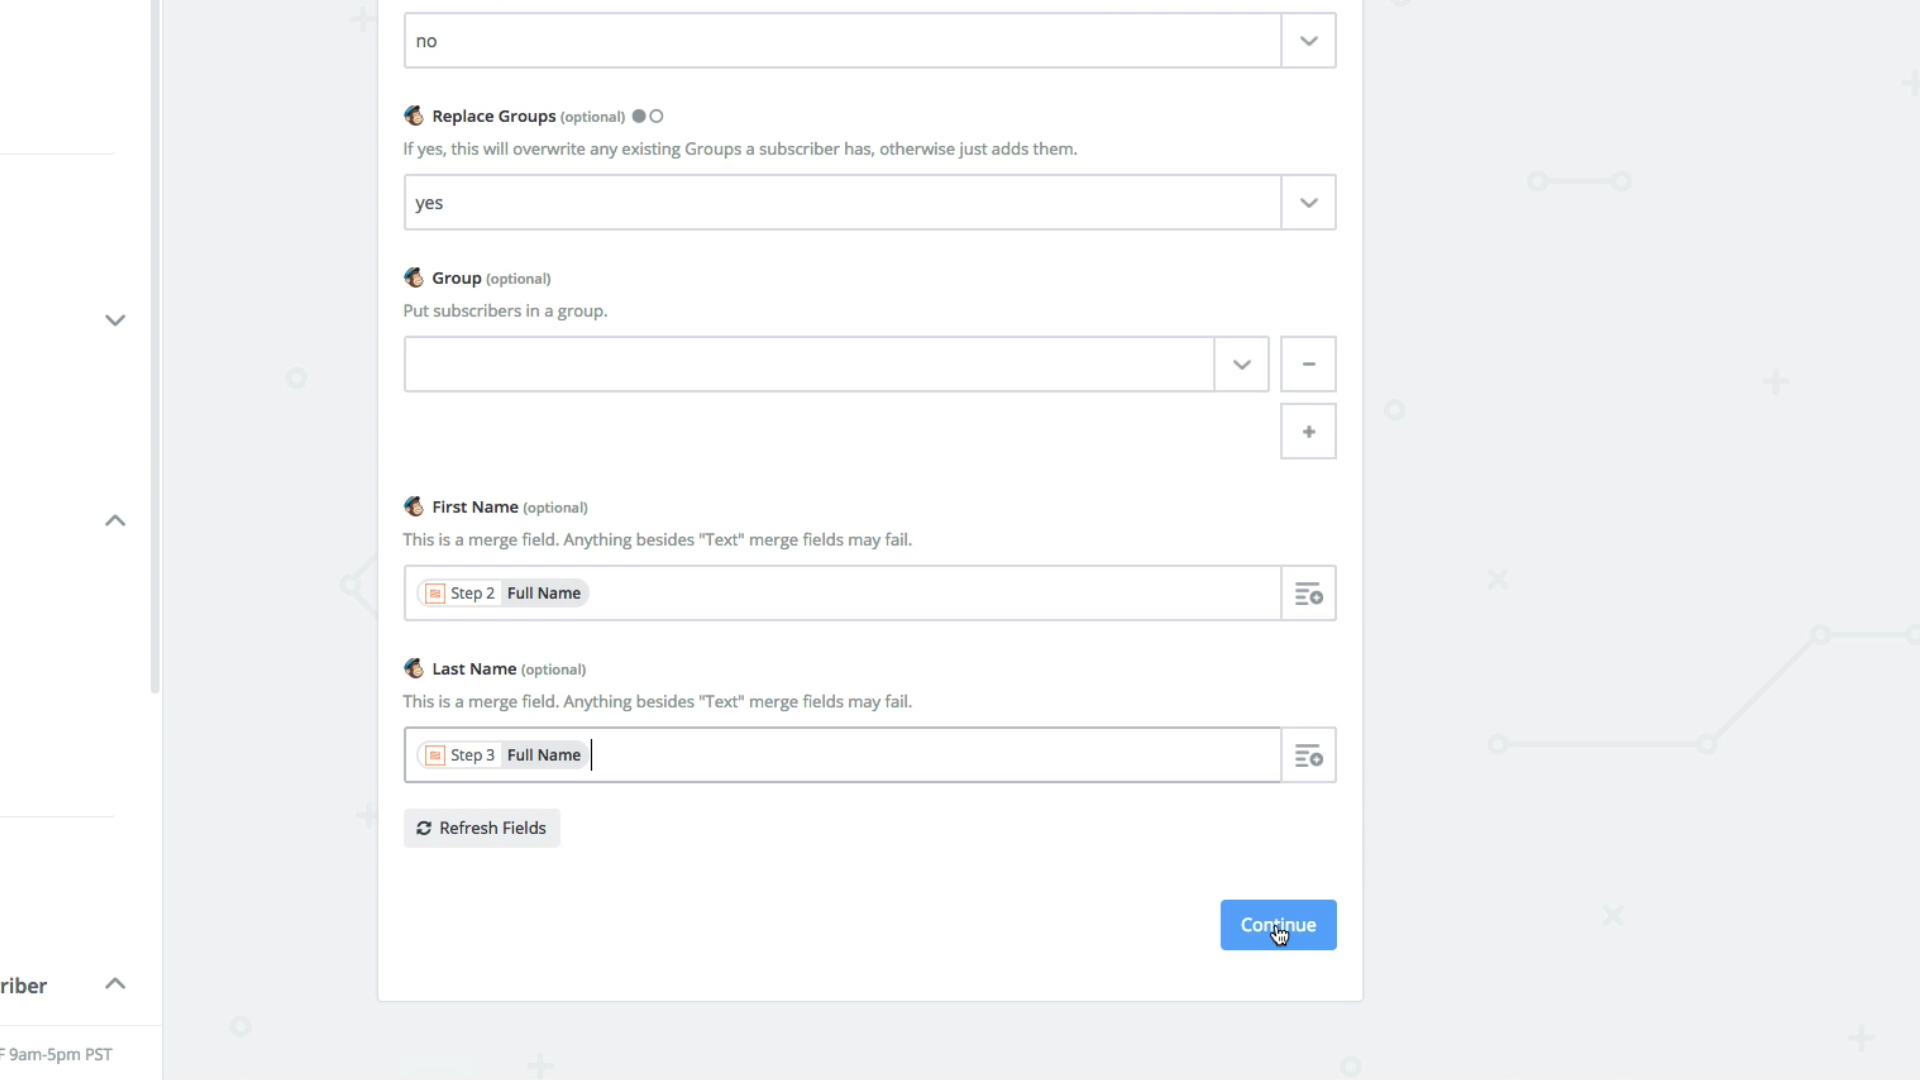 no
Replace Groups (optional)
If yes, this will overwrite any existing Groups a subscriber has, otherwise just adds them.
yes
Group (optional)
Put subscribers in a group.
First Name (optional)
This is a merge field. Anything besides "Text" merge fields may fail.
Step 2 Full Name
Last Name (optional)
This is a merge field. Anything besides "Text" merge fields may fail.
Step 3 Full Name
Refresh Fields
Continue
riber
F 9am-5pm PST